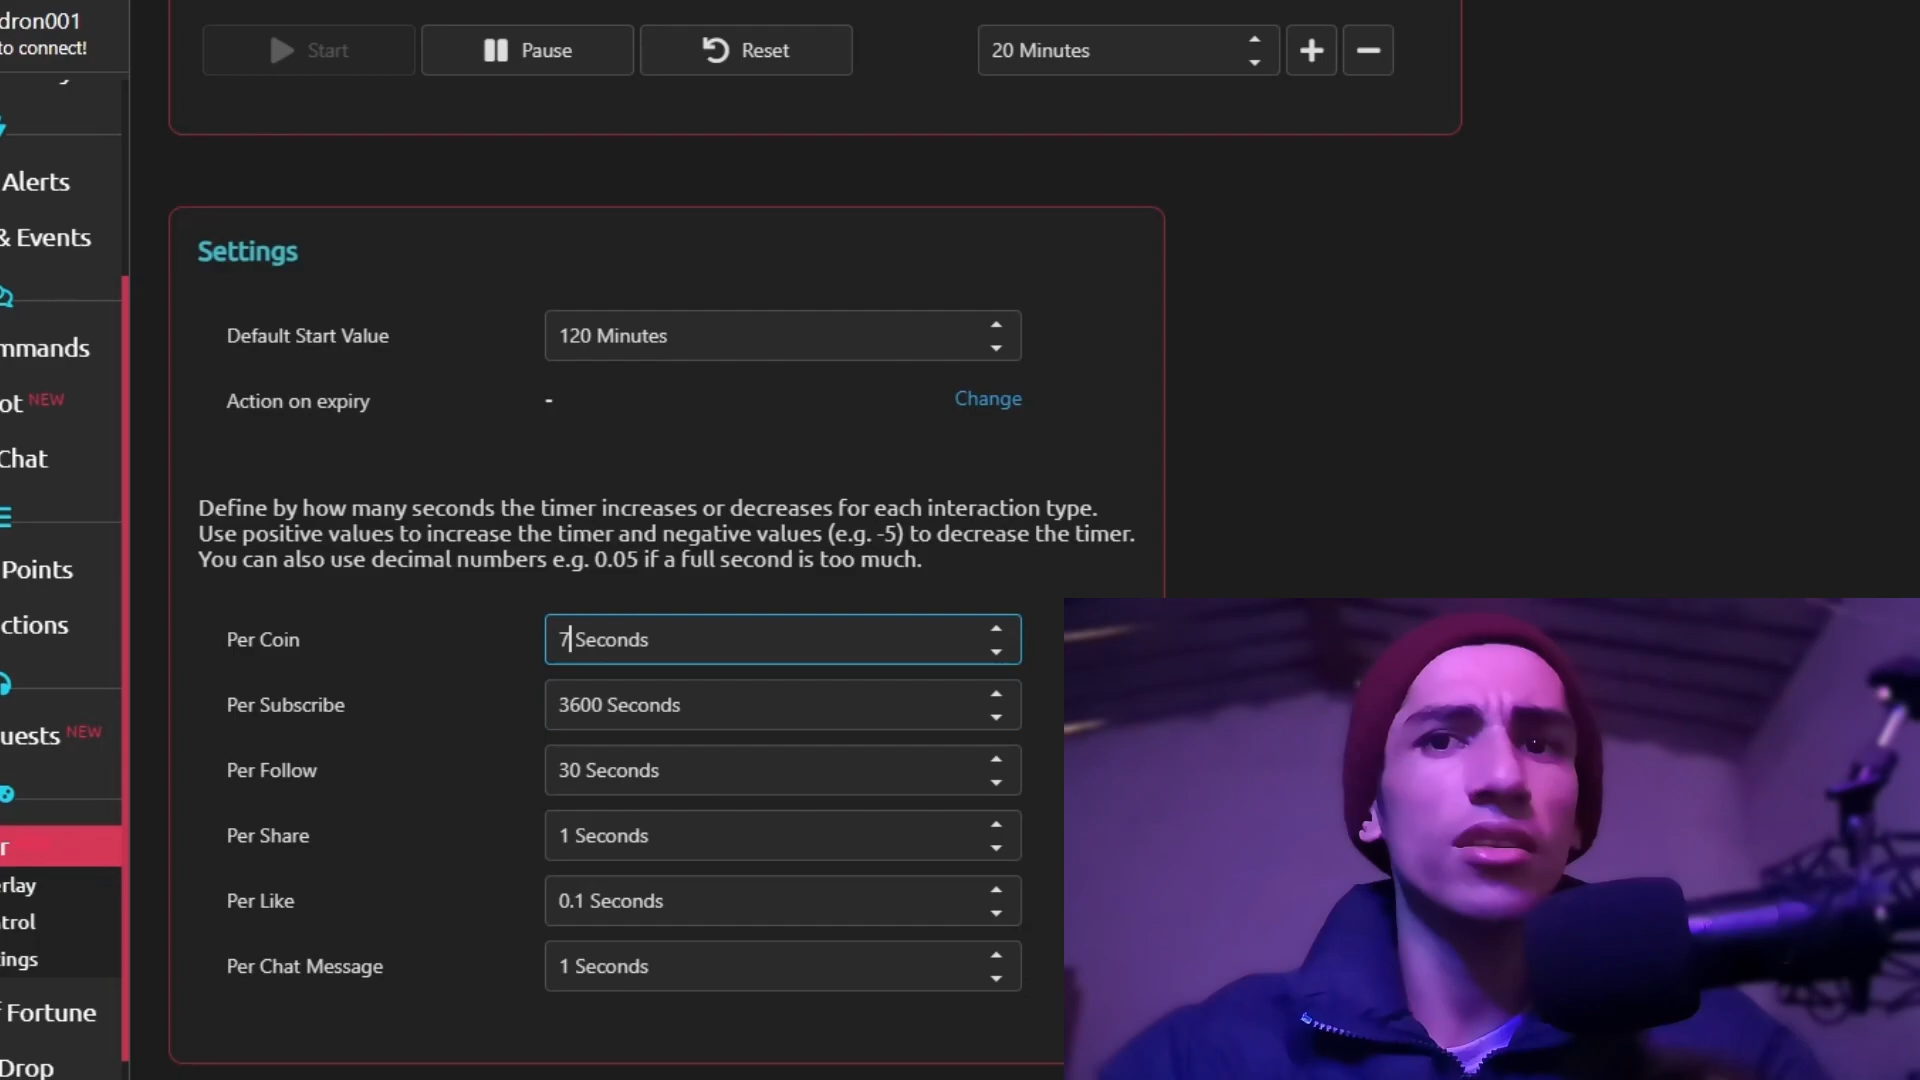 dron001
to connect!
Start
Pause
Reset
20 Minutes
Alerts
& Events
mmands
ot NEW
Chat
Points
ctions
uests NEW
r
erlay
trol
ings
f Fortune
Drop
Settings
Default Start Value
120 Minutes
Action on expiry
-
Change
Define by how many seconds the timer increases or decreases for each interaction type.
Use positive values to increase the timer and negative values (e.g. -5) to decrease the timer.
You can also use decimal numbers e.g. 0.05 if a full second is too much.
Per Coin
7 Seconds
Per Subscribe
3600 Seconds
Per Follow
30 Seconds
Per Share
1 Seconds
Per Like
0.1 Seconds
Per Chat Message
1 Seconds